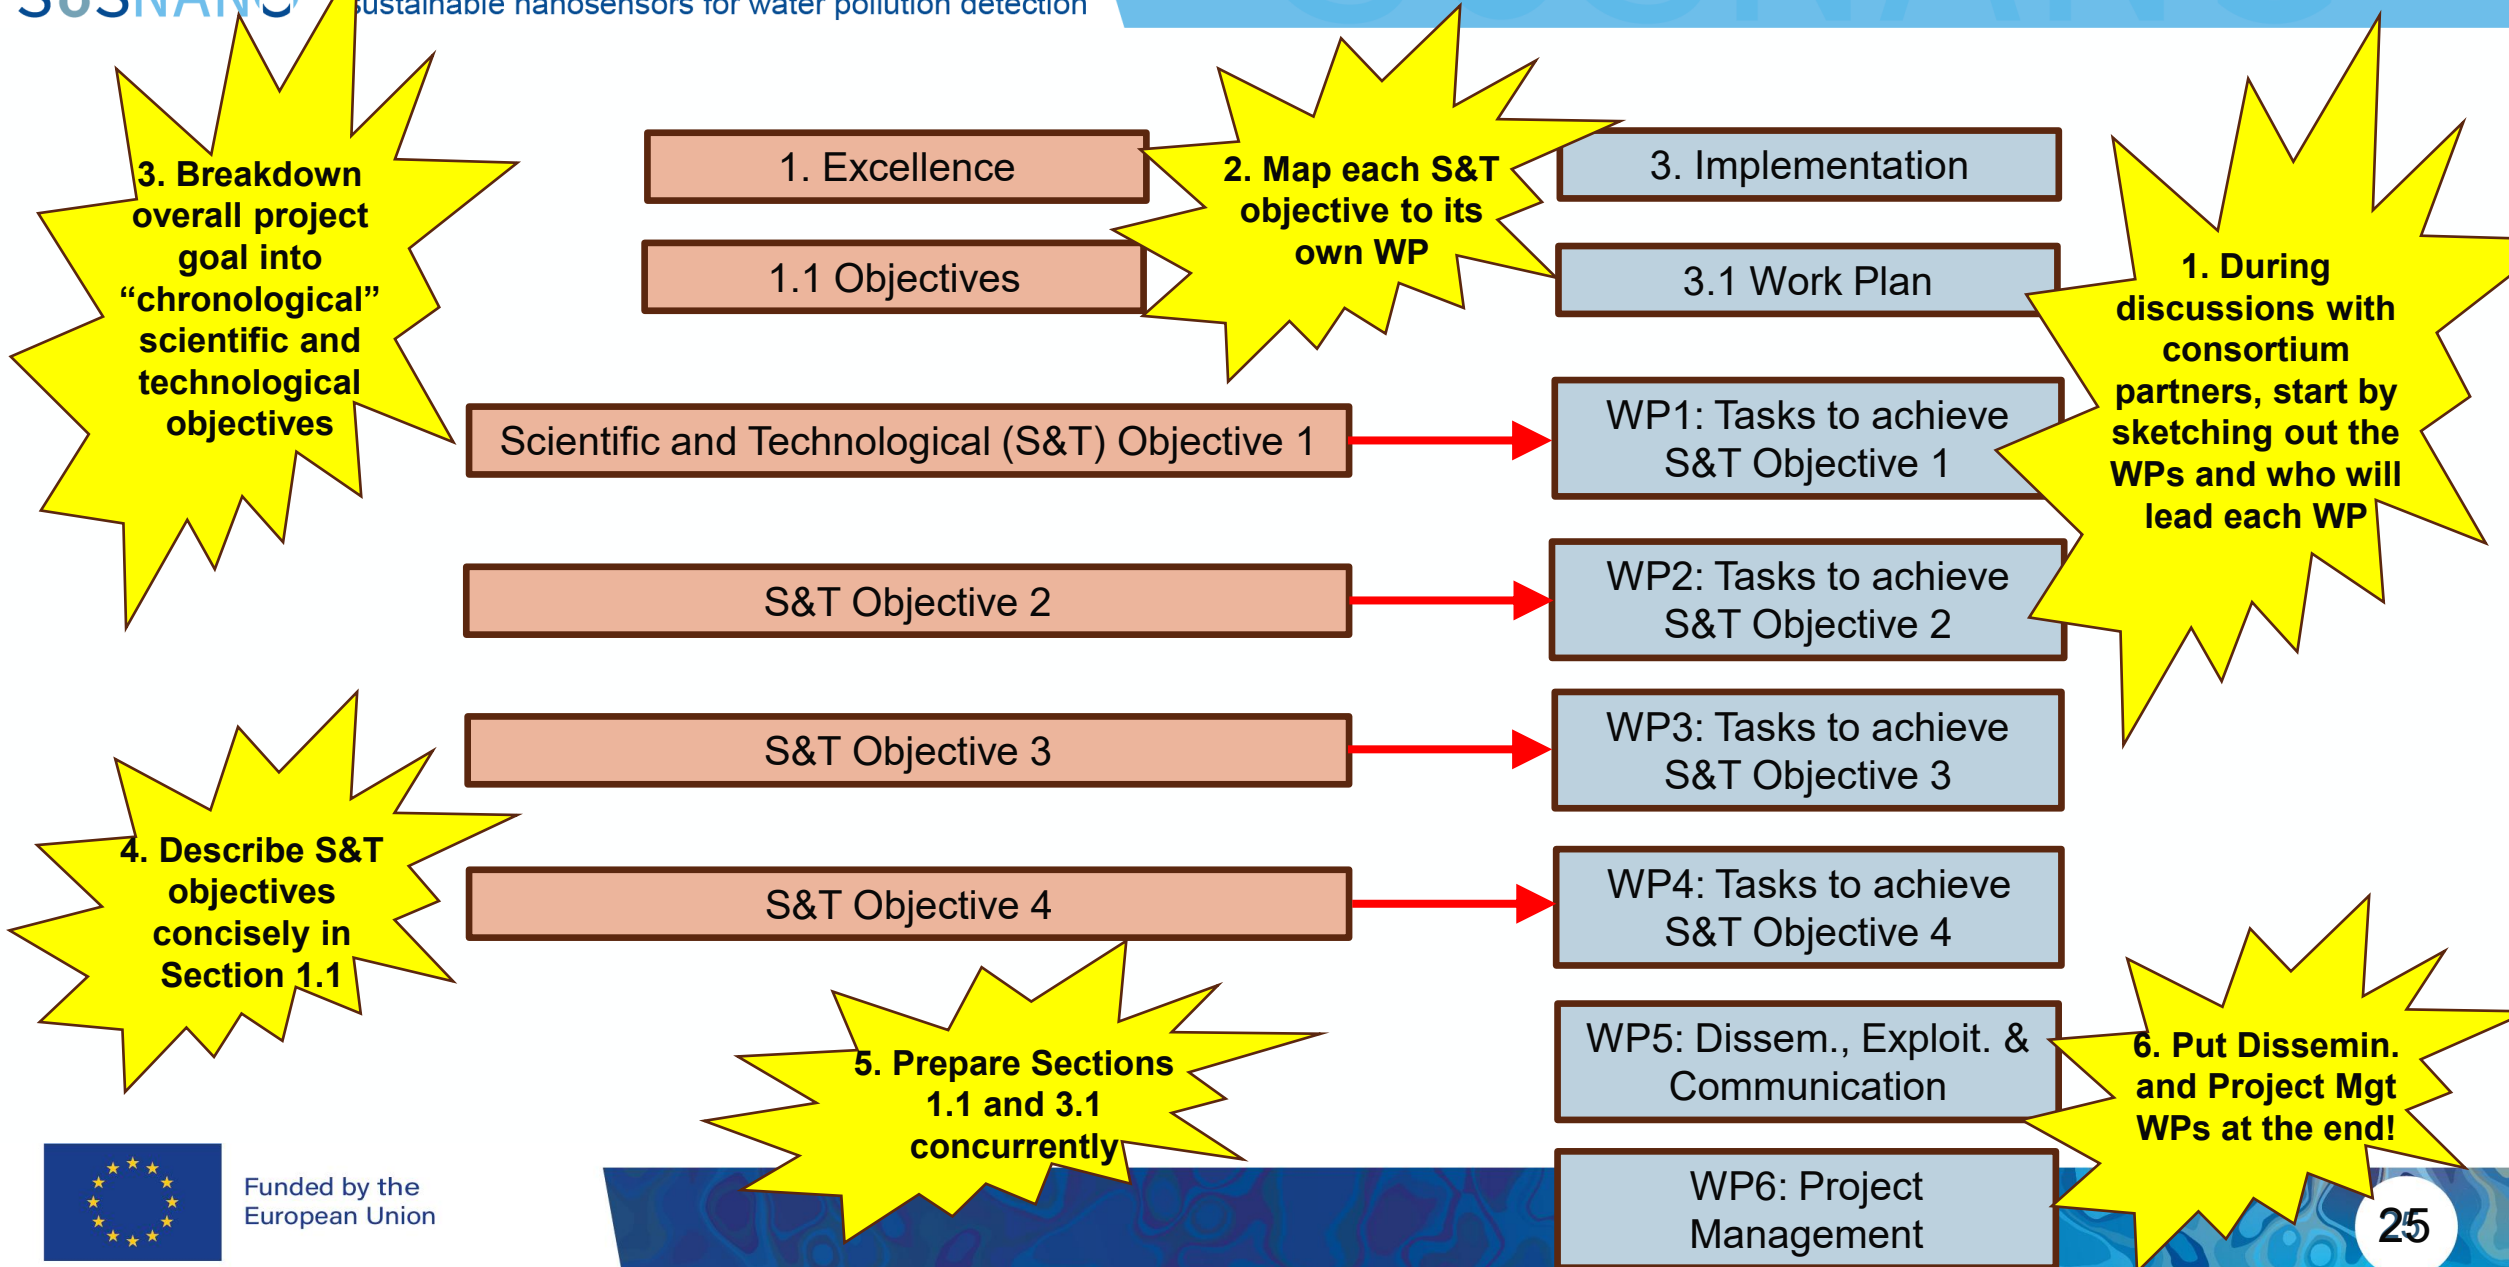 SUSNANO
sustainable nanosensors for water pollution detection
3. Breakdown
overall project
goal into
“chronological”
scientific and
technological
objectives
1. Excellence
1.1 Objectives
2. Map each S&T
objective to its
own WP
3. Implementation
3.1 Work Plan
1. During
discussions with
consortium
partners, start by
sketching out the
WPs and who will
lead each WP
Scientific and Technological (S&T) Objective 1
WP1: Tasks to achieve
S&T Objective 1
S&T Objective 2
WP2: Tasks to achieve
S&T Objective 2
S&T Objective 3
WP3: Tasks to achieve
S&T Objective 3
4. Describe S&T
objectives
concisely in
Section 1.1
S&T Objective 4
WP4: Tasks to achieve
S&T Objective 4
5. Prepare Sections
1.1 and 3.1
concurrently
WP5: Dissem., Exploit. &
Communication
6. Put Dissemin.
and Project Mgt
WPs at the end!
WP6: Project
Management
Funded by the
European Union
25